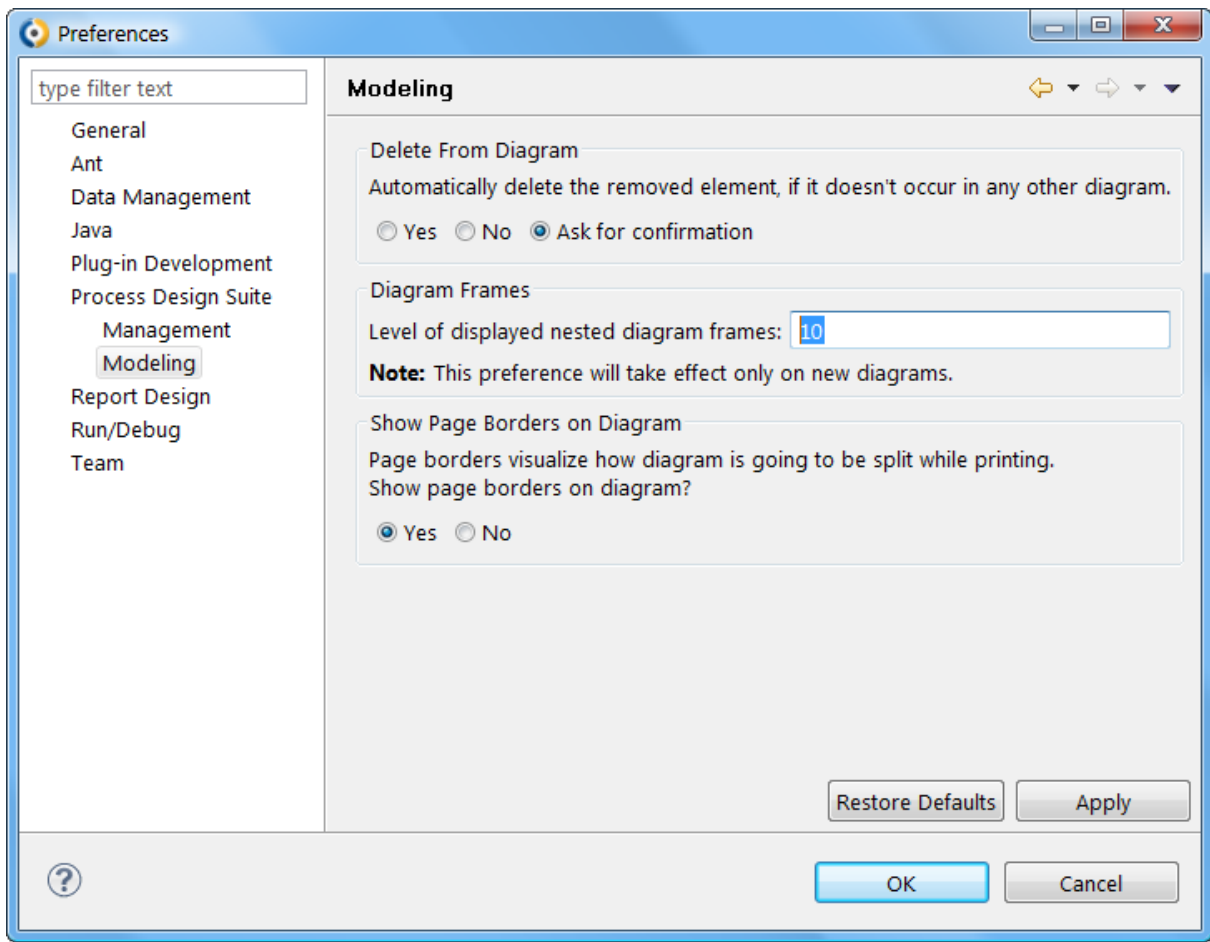 Preferences
type filter text
General
Ant
Data Management
Java
Plug-in Development
Process Design Suite
Management
Modeling
Report Design
Run/Debug
Team
Modeling
Delete From Diagram
Automatically delete the removed element, if it doesn't occur in any other diagram.
Yes No Ask for confirmation
Diagram Frames
Level of displayed nested diagram frames: 10
Note: This preference will take effect only on new diagrams.
Show Page Borders on Diagram
Page borders visualize how diagram is going to be split while printing.
Show page borders on diagram?
Yes No
Restore Defaults Apply
? OK Cancel